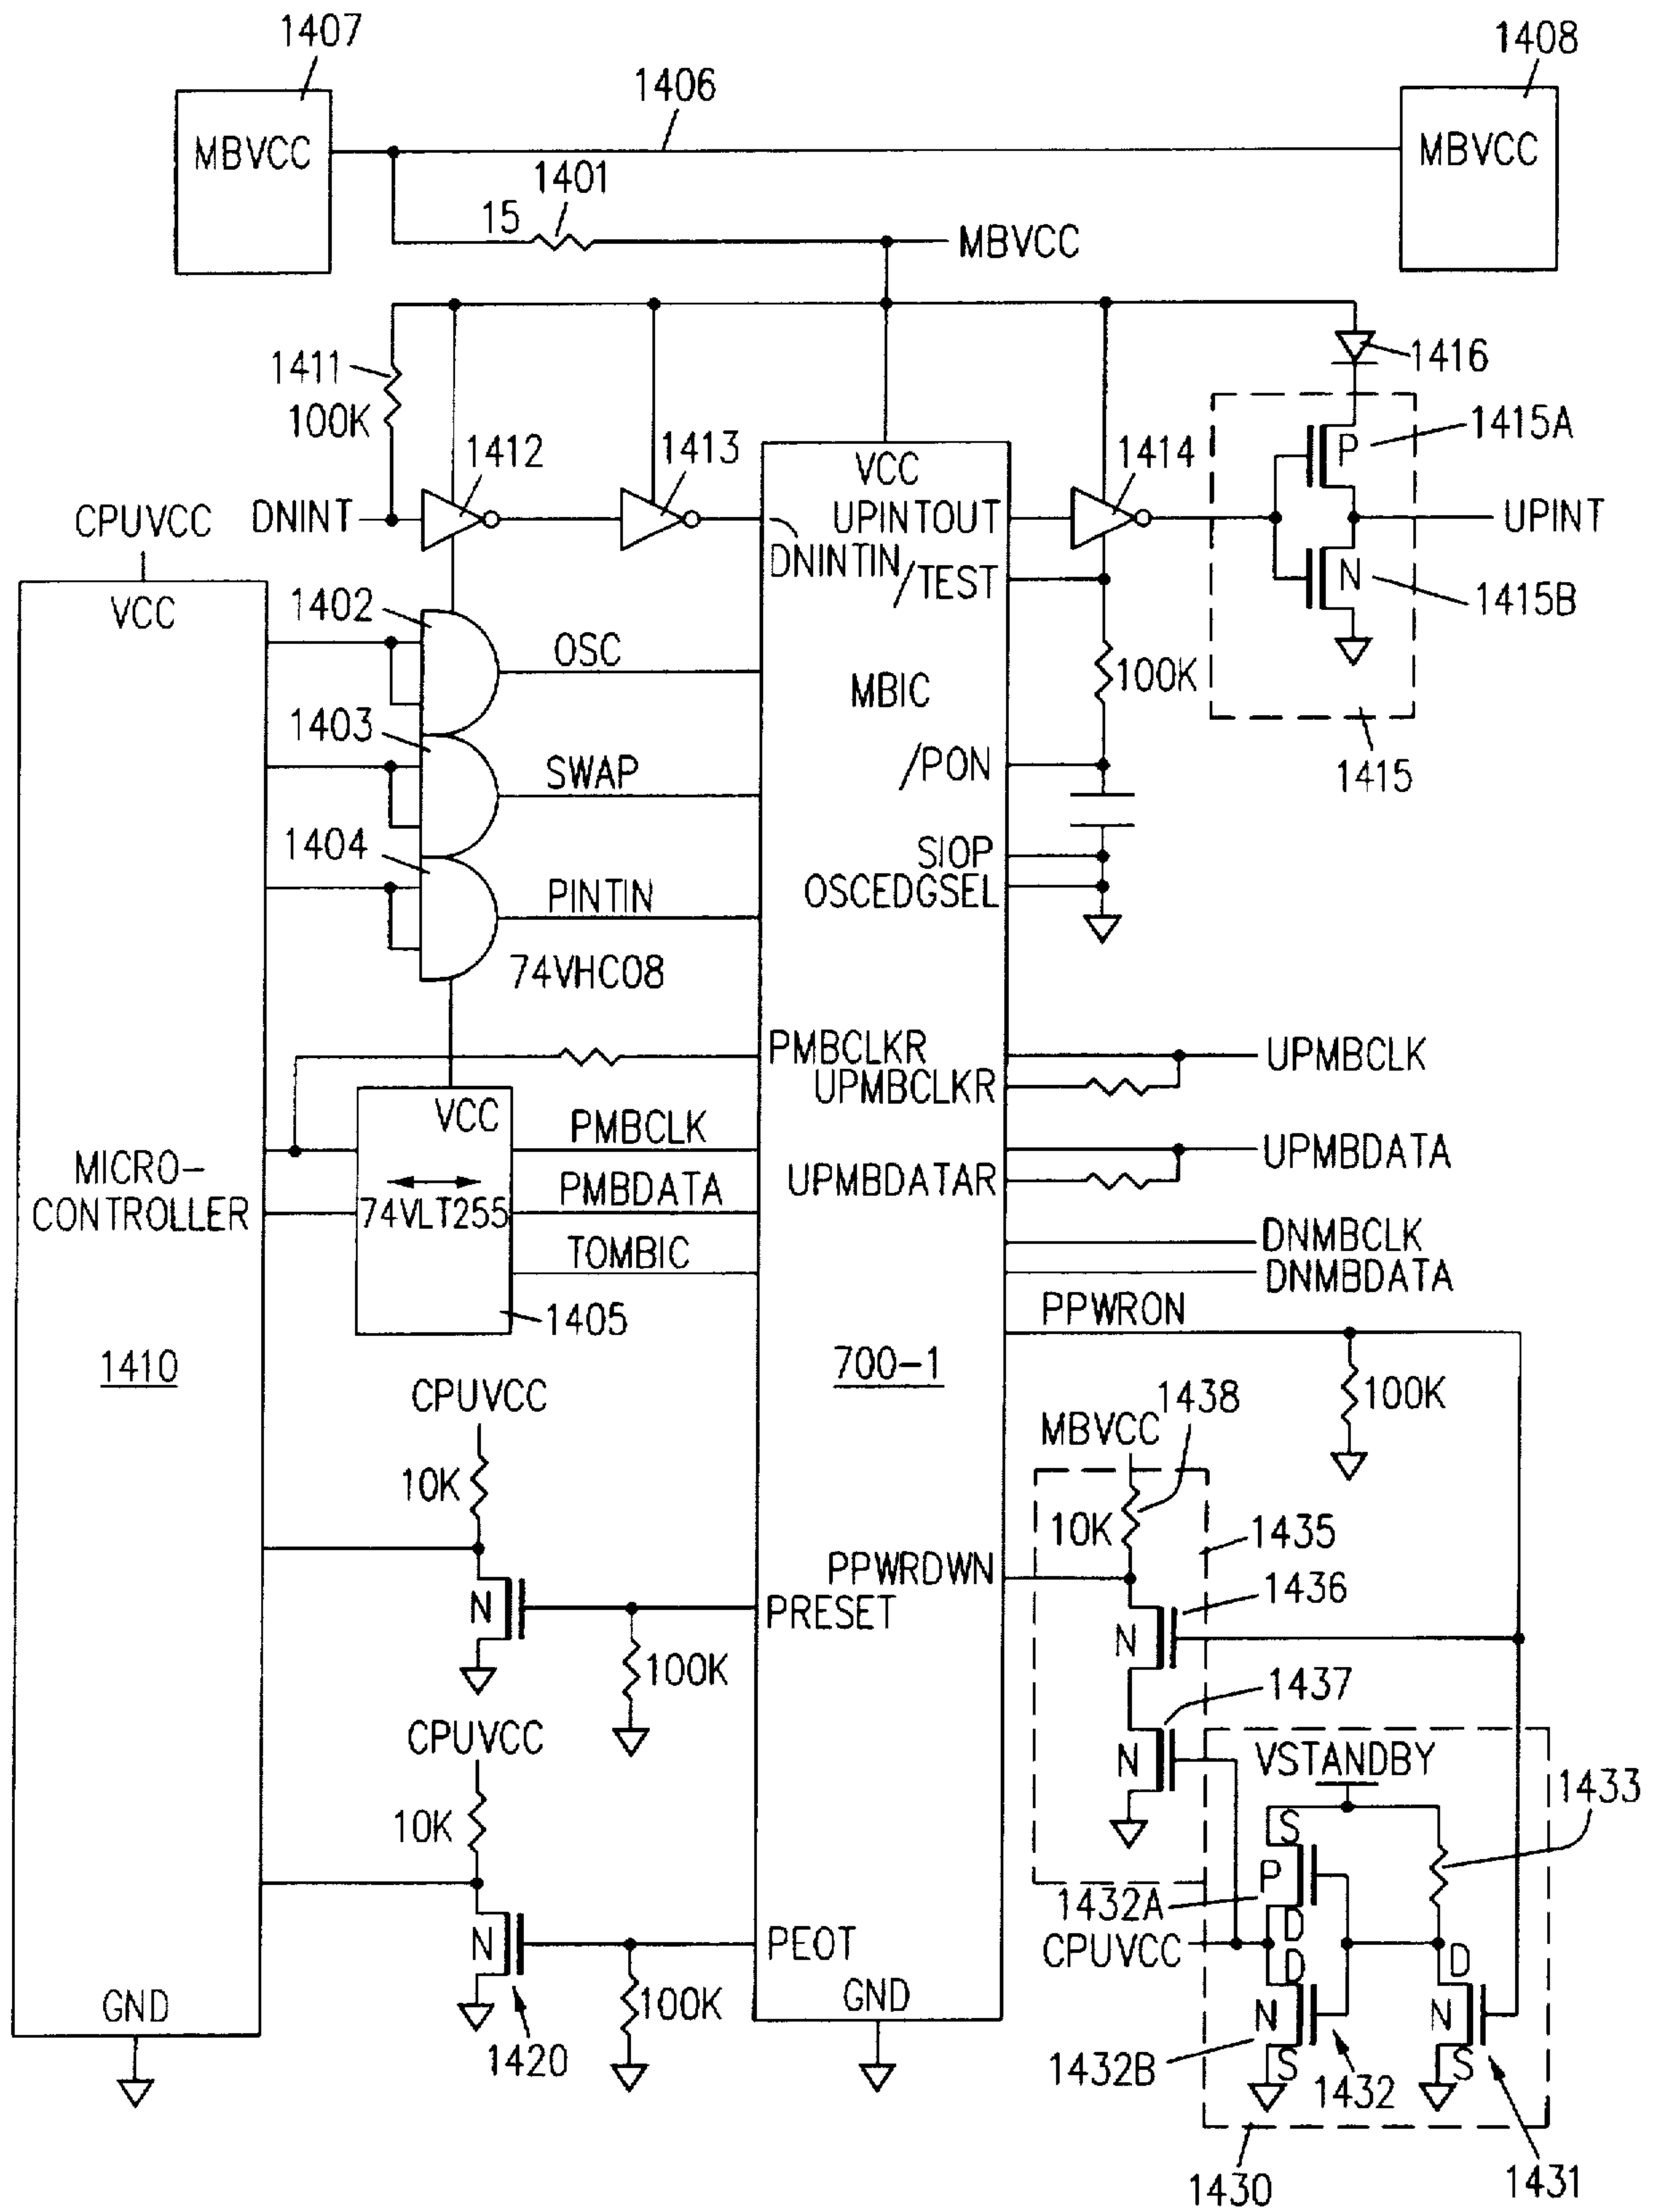 1407
1408
1406
MBVCC
MBVCC
1401
15
MBVCC
1411
100K
1416
1412
1413
1414
1415A
P
VCC
CPUVCC
DNINT
UPINTOUT
UPINT
DNINTIN
/TEST
N
1415B
VCC
1402
OSC
MBIC
100K
1403
SWAP
/PON
1415
1404
SIOP
PINTIN
OSCEDGSEL
74VHC08
PMBCLKR
UPMBCLK
UPMBCLKR
VCC
PMBCLK
UPMBDATA
MICRO-
CONTROLLER
UPMBDATAR
74VLT255
PMBDATA
TOMBIC
DNMBCLK
DNMBDATA
1405
PPWRON
1410
700-1
CPUVCC
100K
1438
MBVCC
10K
10K
1435
PPWRDWN
1436
N
PRESET
N
100K
1437
CPUVCC
N
VSTANDBY
1433
10K
S
P
1432A
D
N
PEOT
CPUVCC
D
D
GND
100K
GND
N
N
1420
1432B
S
1432
S
1430
1431